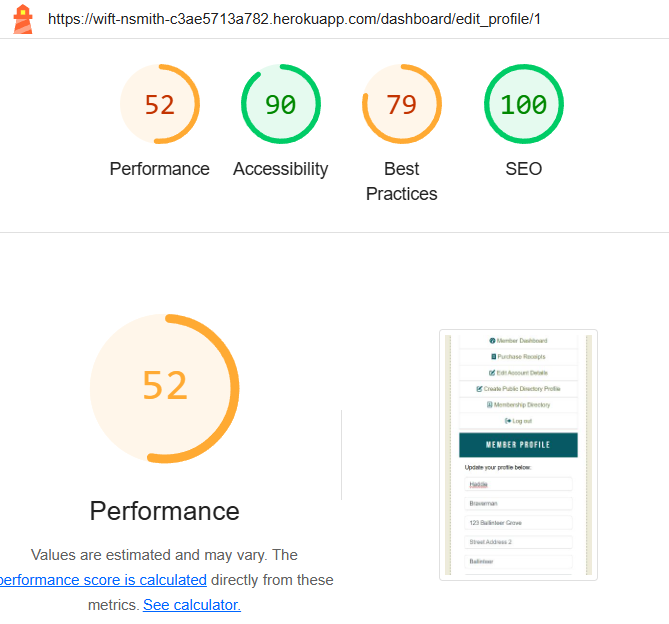 https://wift-nsmith-c3ae5713a782.herokuapp.com/dashboard/edit_profile/1
52
90
79
100
Performance
Accessibility
Best
Practices
SEO
52
Performance
Values are estimated and may vary. The
performance score is calculated directly from these
metrics. See calculator.
Member Dashboard
Purchase Receipts
Edit Account Details
Create Public Directory Profile
Membership Directory
Log out
MEMBER PROFILE
Update your profile below:
Braverman
123 Ballinteer Grove
Street Address 2
Ballinteer